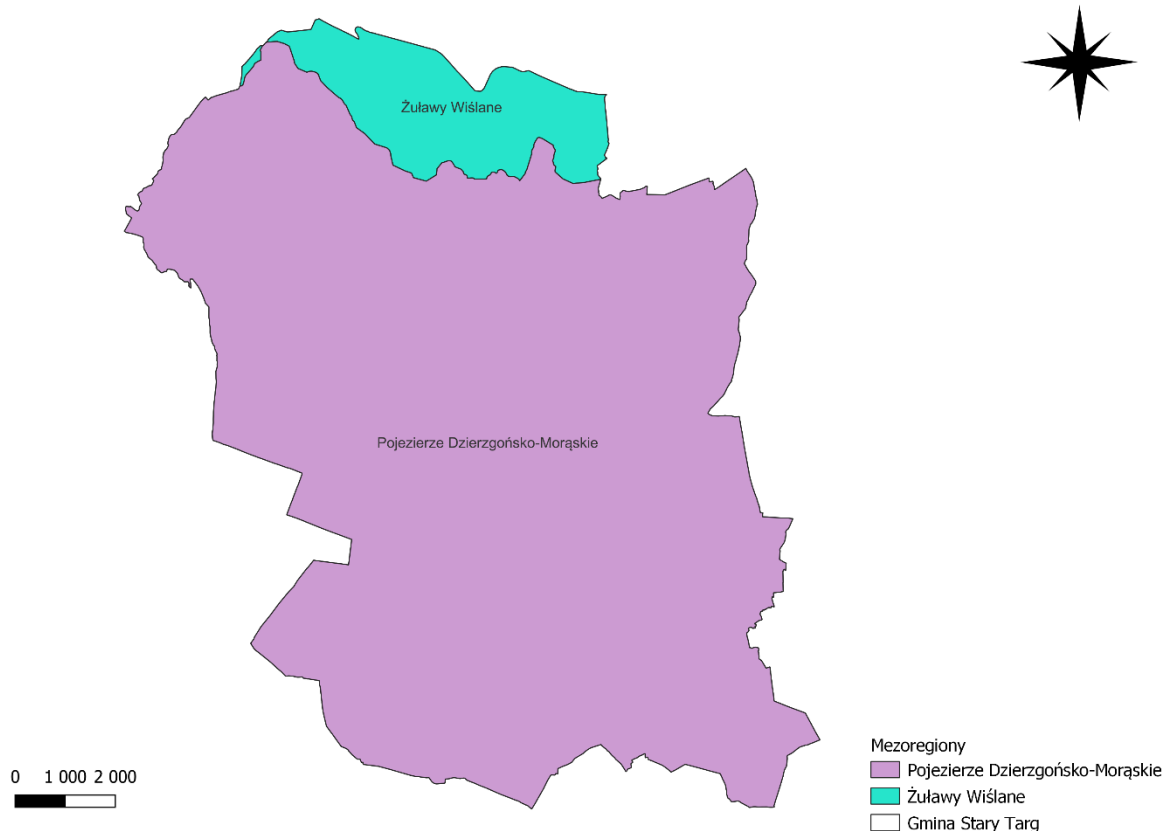 Żuławy Wiślane
Pojezierze Dzierzgońsko-Morąskie
0 1 000 2 000
Mezoregiony
Pojezierze Dzierzgońsko-Morąskie
Żuławy Wiślane
Gmina Stary Targ